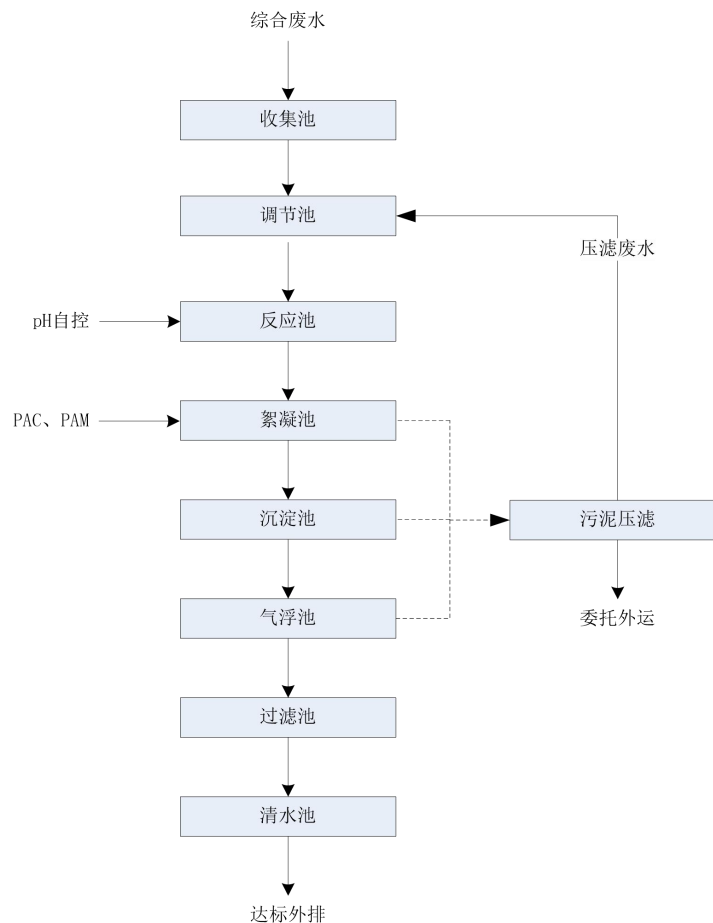 综合废水
收集池
调节池
压滤废水
pH自控
反应池
PAC、PAM
絮凝池
沉淀池
污泥压滤
气浮池
委托外运
过滤池
清水池
达标外排